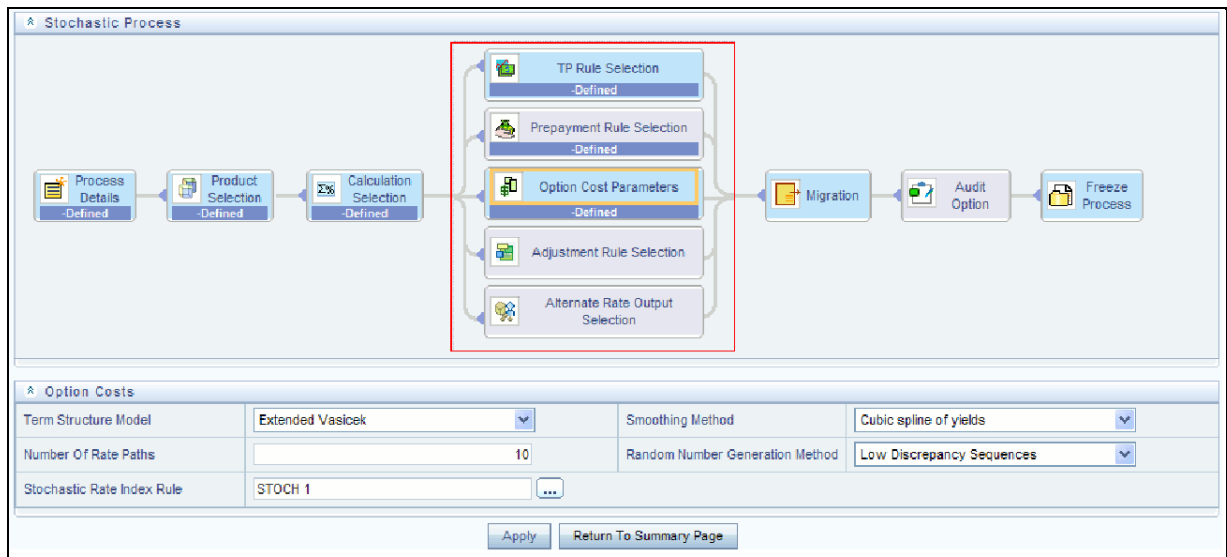 Stochastic Process
TP Rule Selection
-Defined
Prepayment Rule Selection
-Defined
Process
Details
-Defined
Product
Selection
-Defined
Calculation
Selection
-Defined
Option Cost Parameters
-Defined
Migration
Audit
Option
Freeze
Process
Adjustment Rule Selection
Alternate Rate Output
Selection
Option Costs
Term Structure Model
Extended Vasicek
Smoothing Method
Cubic spline of yields
Number Of Rate Paths
10
Random Number Generation Method
Low Discrepancy Sequences
Stochastic Rate Index Rule
STOCH 1
...
Apply
Return To Summary Page